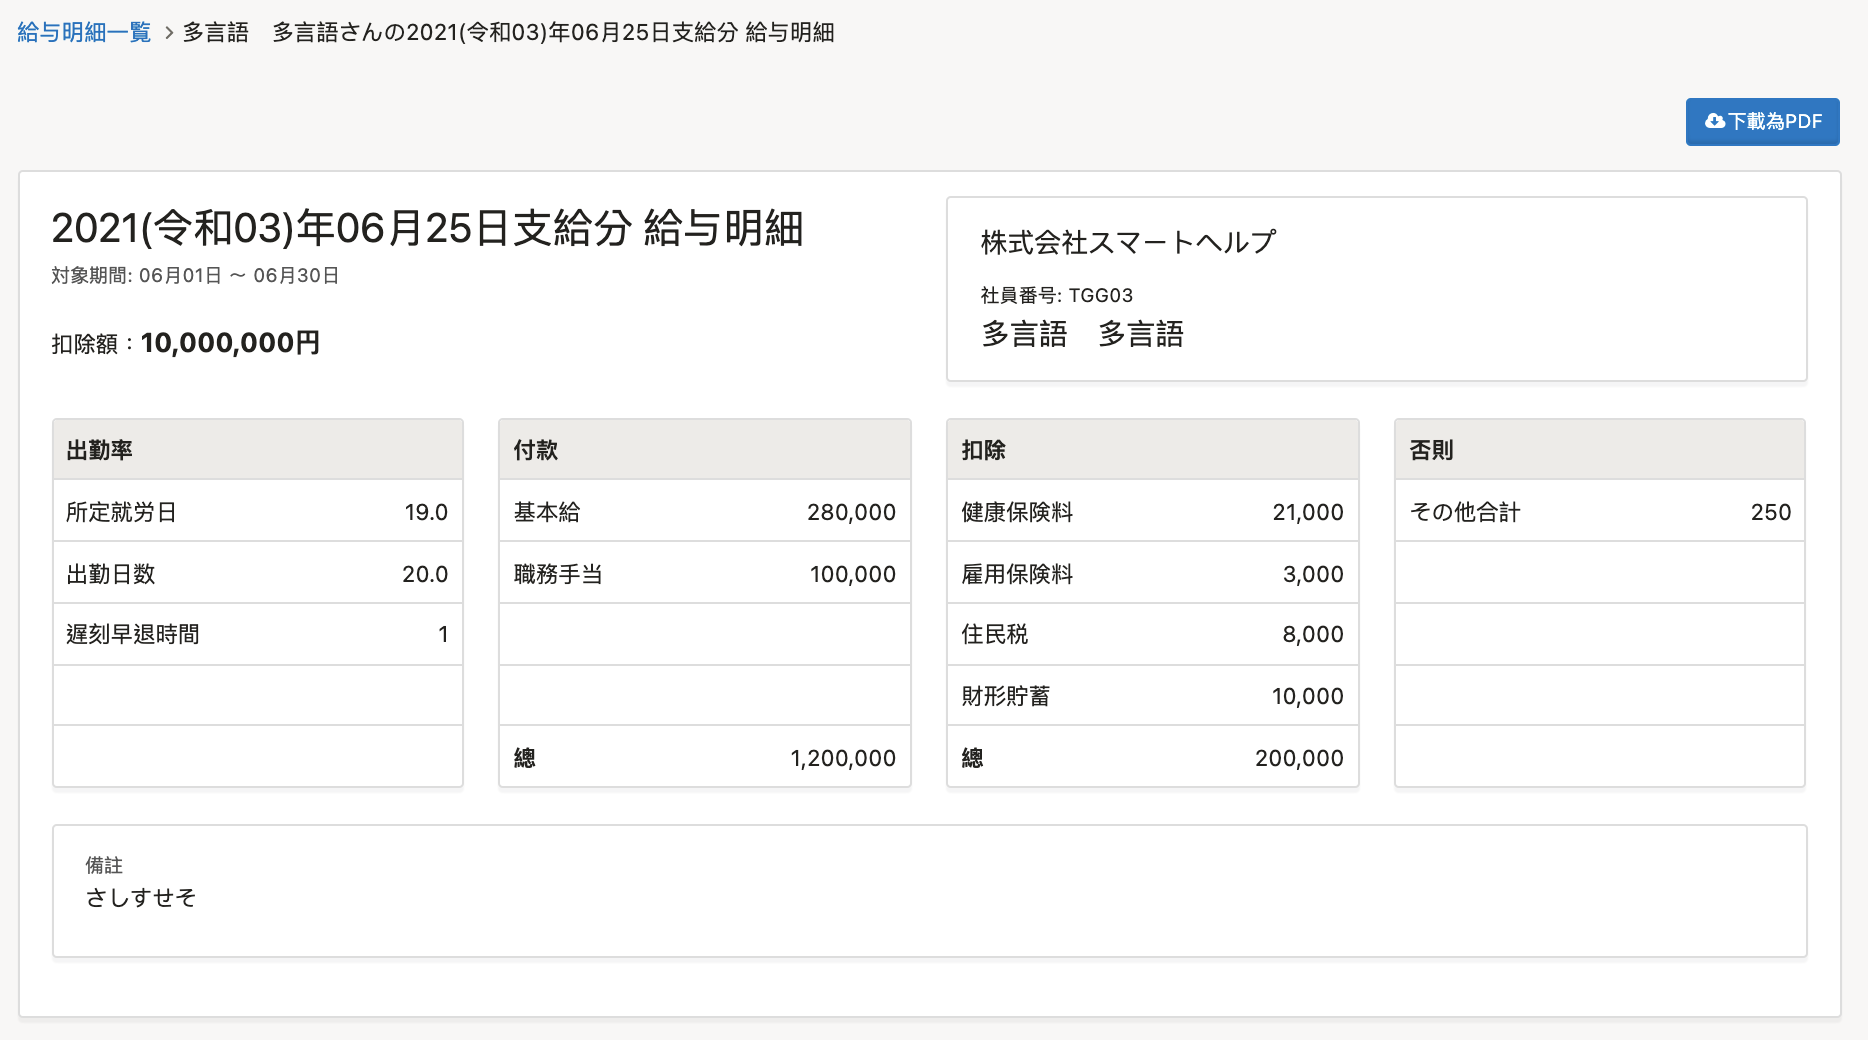 給与明細一覧 > 多言語　多言語さんの2021(令和03)年06月25日支給分 給与明細
下載為PDF
2021(令和03)年06月25日支給分 給与明細
対象期間: 06月01日 〜 06月30日
扣除額：10,000,000円
株式会社スマートヘルプ
社員番号: TGG03
多言語　多言語
出勤率
所定就労日 19.0
出勤日数 20.0
遅刻早退時間 1
付款
基本給 280,000
職務手当 100,000
總 1,200,000
扣除
健康保険料 21,000
雇用保険料 3,000
住民税 8,000
財形貯蓄 10,000
總 200,000
否則
その他合計 250
備註
さしすせそ